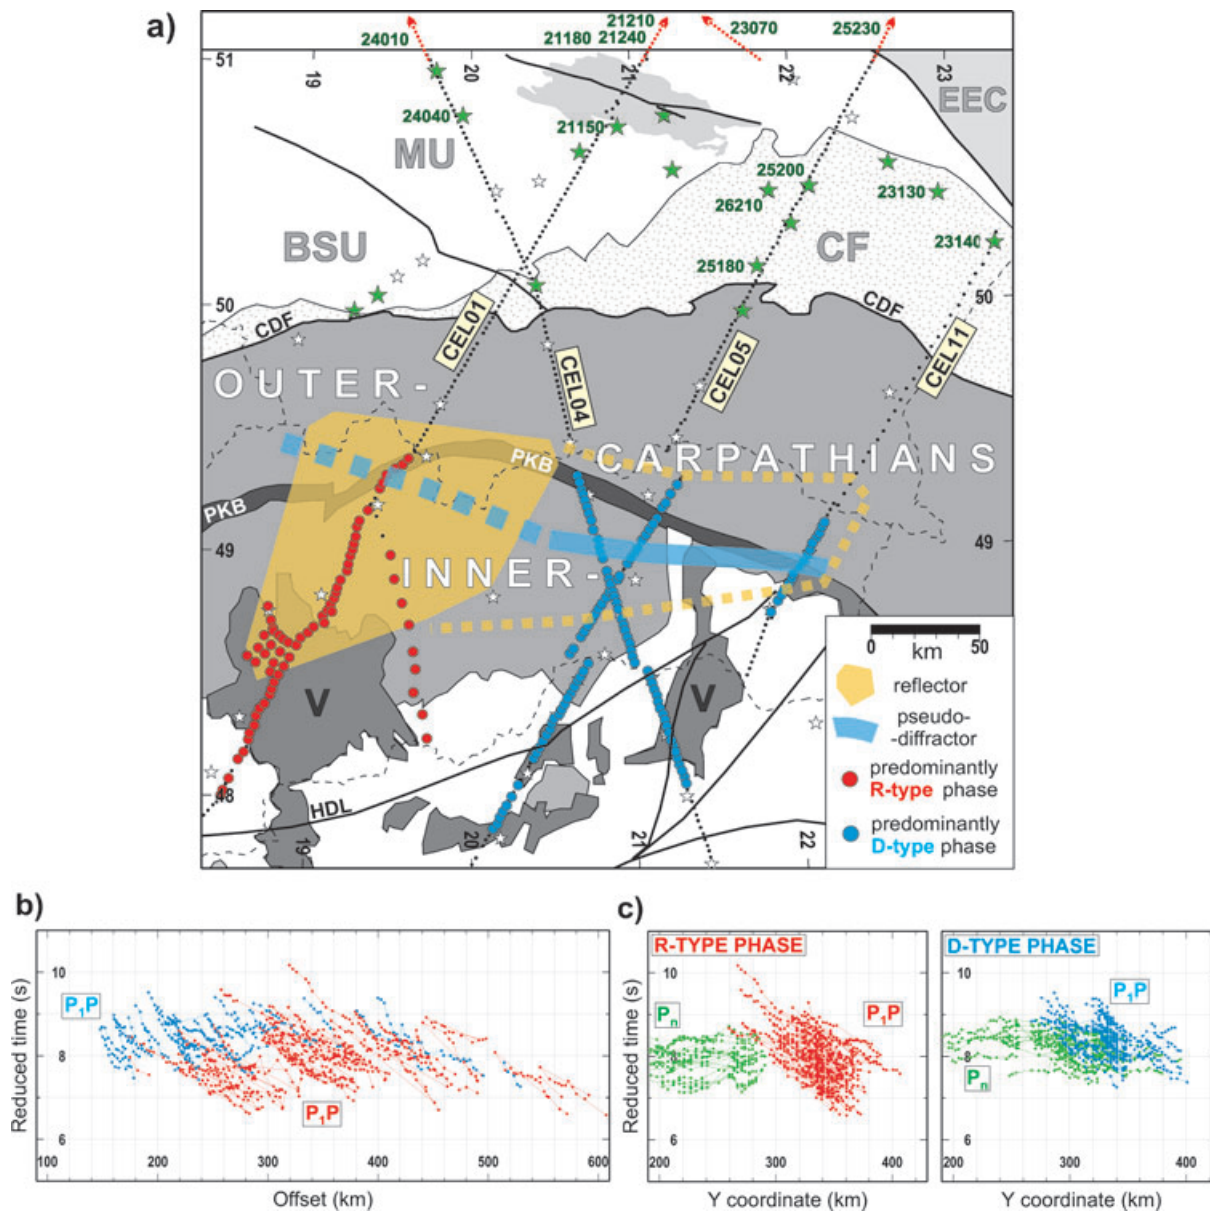 a)
21210
24010
21180 21240
23070
25230
51
19
20
21
22
23
EEC
24040
21150
MU
25200
26210
23130
BSU
CF
23140
25180
50
50
CDF
CDF
CEL01
CEL04
CEL05
CEL11
OUTER-
CARPATHIANS
PKB
PKB
49
49
INNER-
V
V
48
HDL
19
20
21
22
0 50
km
reflector
pseudo-
-diffractor
predominantly
R-type phase
predominantly
D-type phase
b)
Reduced time (s)
10
8
6
P1P
P1P
100 200 300 400 500 600
Offset (km)
c)
Reduced time (s)
10
8
6
R-TYPE PHASE
Pn
P1P
200 300 400
Y coordinate (km)
D-TYPE PHASE
10
8
6
P1P
Pn
200 300 400
Y coordinate (km)